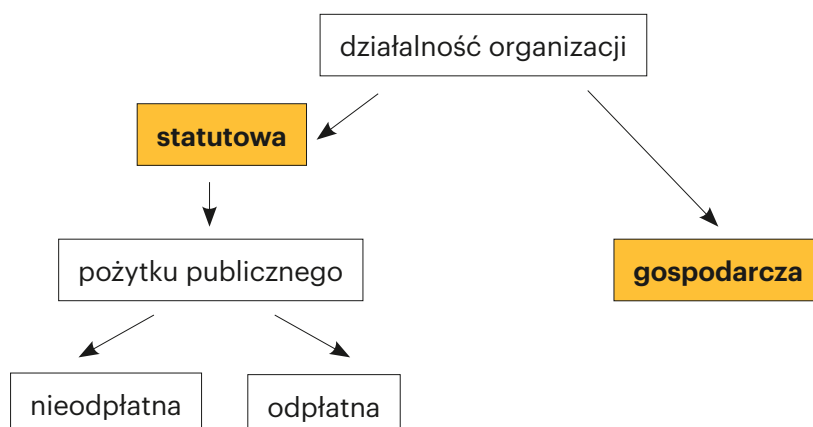 działalność organizacji
statutowa
pożytku publicznego
gospodarcza
nieodpłatna
odpłatna